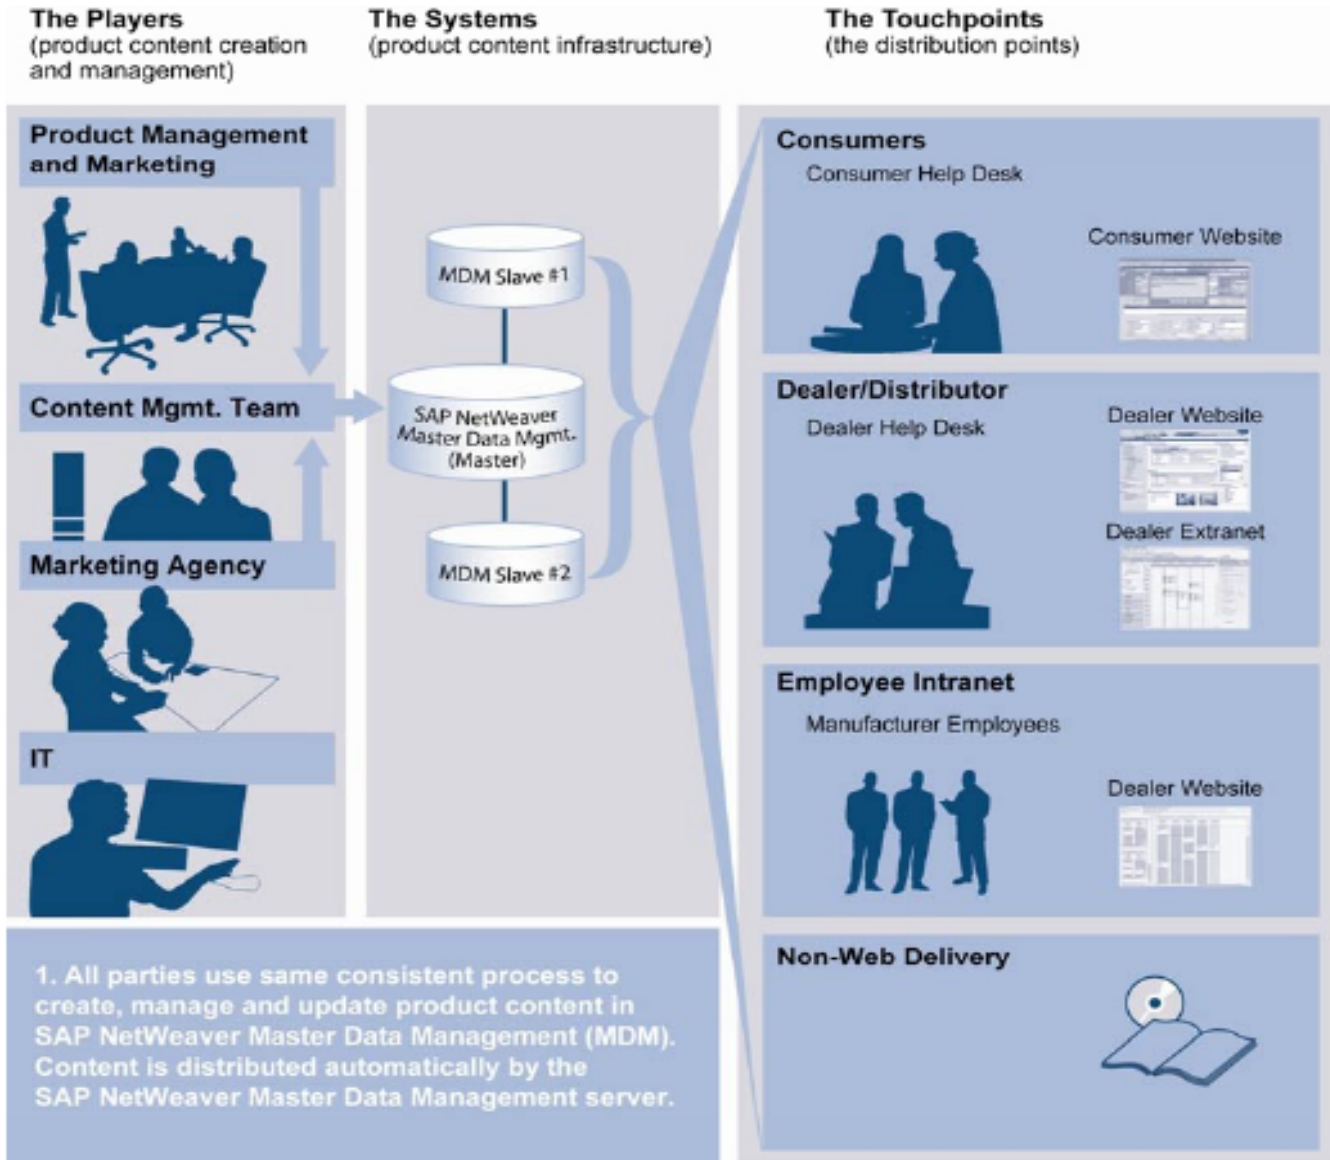 The Players
(product content creation
and management)
The Systems
(product content infrastructure)
The Touchpoints
(the distribution points)
Product Management
and Marketing
Content Mgmt. Team
Marketing Agency
IT
MDM Slave #1
SAP NetWeaver
Master Data Mgmt.
(Master)
MDM Slave #2
Consumers
Consumer Help Desk
Consumer Website
Dealer/Distributor
Dealer Help Desk
Dealer Website
Dealer Extranet
Employee Intranet
Manufacturer Employees
Dealer Website
Non-Web Delivery
1. All parties use same consistent process to
create, manage and update product content in
SAP NetWeaver Master Data Management (MDM).
Content is distributed automatically by the
SAP NetWeaver Master Data Management server.